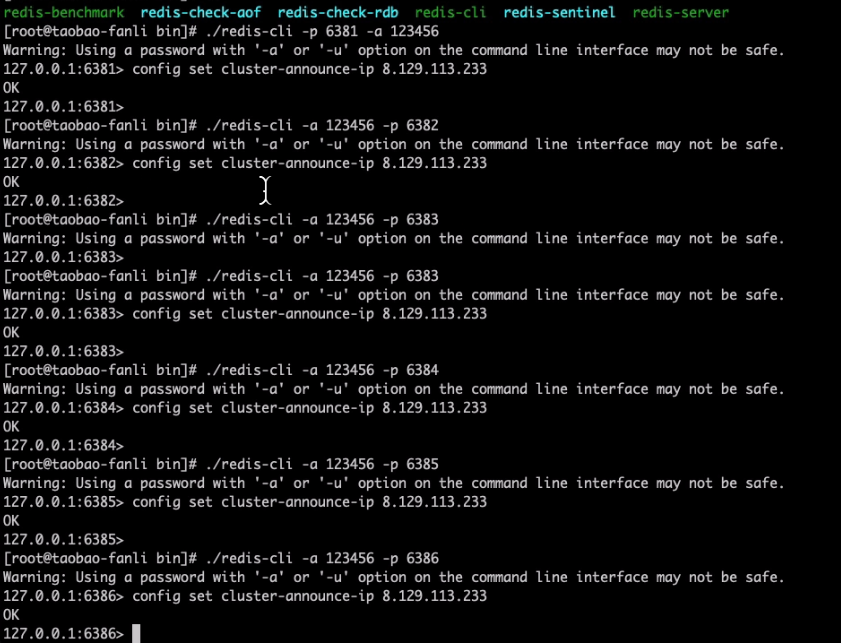 redis-benchmark redis-check-aof redis-check-rdb redis-cli redis-sentinel redis-server
[root@taobao-fanli bin]# ./redis-cli -p 6381 -a 123456
Warning: Using a password with '-a' or '-u' option on the command line interface may not be safe.
127.0.0.1:6381> config set cluster-announce-ip 8.129.113.233
OK
127.0.0.1:6381>
[root@taobao-fanli bin]# ./redis-cli -a 123456 -p 6382
Warning: Using a password with '-a' or '-u' option on the command line interface may not be safe.
127.0.0.1:6382> config set cluster-announce-ip 8.129.113.233
OK
127.0.0.1:6382>
[root@taobao-fanli bin]# ./redis-cli -a 123456 -p 6383
Warning: Using a password with '-a' or '-u' option on the command line interface may not be safe.
127.0.0.1:6383>
[root@taobao-fanli bin]# ./redis-cli -a 123456 -p 6383
Warning: Using a password with '-a' or '-u' option on the command line interface may not be safe.
127.0.0.1:6383> config set cluster-announce-ip 8.129.113.233
OK
127.0.0.1:6383>
[root@taobao-fanli bin]# ./redis-cli -a 123456 -p 6384
Warning: Using a password with '-a' or '-u' option on the command line interface may not be safe.
127.0.0.1:6384> config set cluster-announce-ip 8.129.113.233
OK
127.0.0.1:6384>
[root@taobao-fanli bin]# ./redis-cli -a 123456 -p 6385
Warning: Using a password with '-a' or '-u' option on the command line interface may not be safe.
127.0.0.1:6385> config set cluster-announce-ip 8.129.113.233
OK
127.0.0.1:6385>
[root@taobao-fanli bin]# ./redis-cli -a 123456 -p 6386
Warning: Using a password with '-a' or '-u' option on the command line interface may not be safe.
127.0.0.1:6386> config set cluster-announce-ip 8.129.113.233
OK
127.0.0.1:6386>